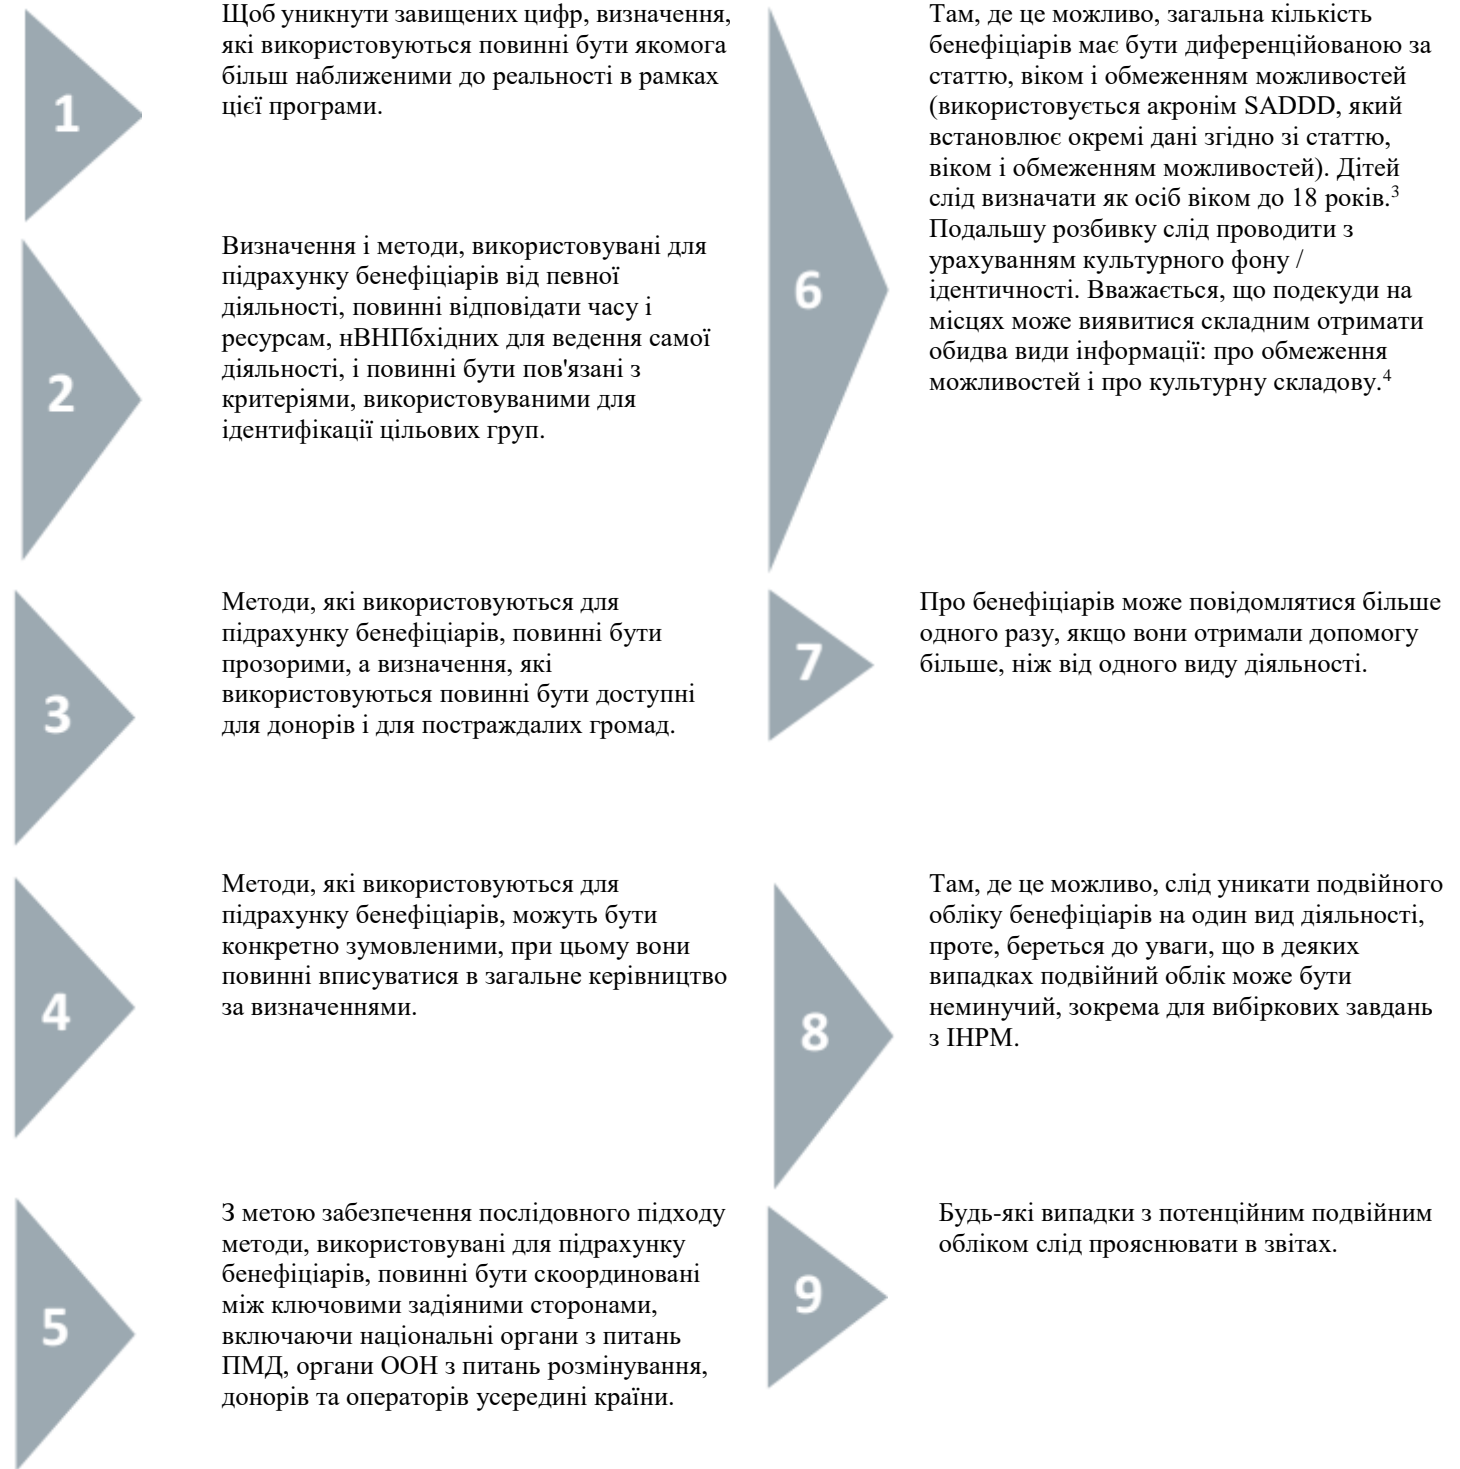 1
Щоб уникнути завищених цифр, визначення,
які використовуються повинні бути якомога
більш наближеними до реальності в рамках
цієї програми.
2
Визначення і методи, використовувані для
підрахунку бенефіціарів від певної
діяльності, повинні відповідати часу і
ресурсам, нВНПбхідних для ведення самої
діяльності, і повинні бути пов'язані з
критеріями, використовуваними для
ідентифікації цільових груп.
3
Методи, які використовуються для
підрахунку бенефіціарів, повинні бути
прозорими, а визначення, які
використовуються повинні бути доступні
для донорів і для постраждалих громад.
4
Методи, які використовуються для
підрахунку бенефіціарів, можуть бути
конкретно зумовленими, при цьому вони
повинні вписуватися в загальне керівництво
за визначеннями.
5
З метою забезпечення послідовного підходу
методи, використовувані для підрахунку
бенефіціарів, повинні бути скоординовані
між ключовими задіяними сторонами,
включаючи національні органи з питань
ПМД, органи ООН з питань розмінування,
донорів та операторів усередині країни.
6
Там, де це можливо, загальна кількість
бенефіціарів має бути диференційованою за
статтю, віком і обмеженням можливостей
(використовується акронім SADDD, який
встановлює окремі дані згідно зі статтю,
віком і обмеженням можливостей). Дітей
слід визначати як осіб віком до 18 років.3
Подальшу розбивку слід проводити з
урахуванням культурного фону /
ідентичності. Вважається, що подекуди на
місцях може виявитися складним отримати
обидва види інформації: про обмеження
можливостей і про культурну складову.4
7
Про бенефіціарів може повідомлятися більше
одного разу, якщо вони отримали допомогу
більше, ніж від одного виду діяльності.
8
Там, де це можливо, слід уникати подвійного
обліку бенефіціарів на один вид діяльності,
проте, береться до уваги, що в деяких
випадках подвійний облік може бути
неминучий, зокрема для вибіркових завдань
з ІНРМ.
9
Будь-які випадки з потенційним подвійним
обліком слід прояснювати в звітах.